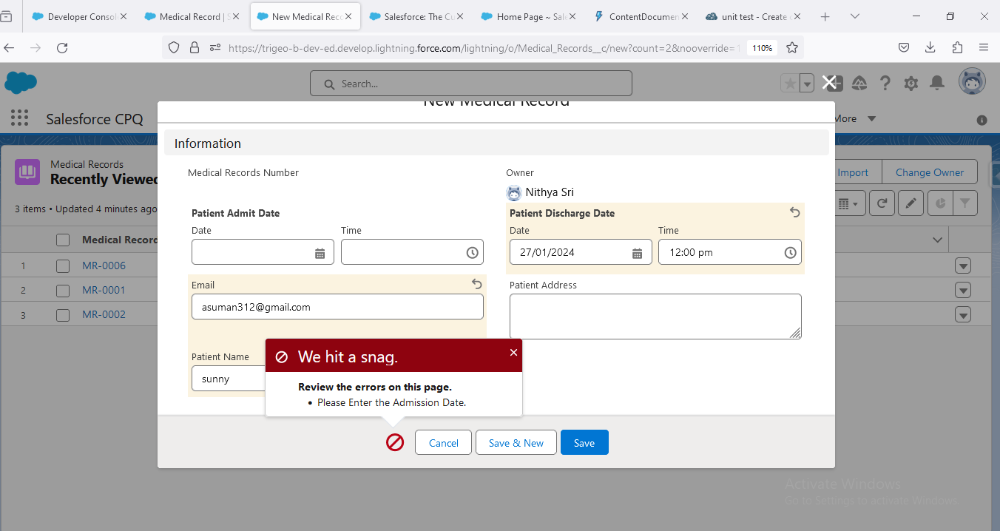 Developer Consol
Medical Record | S
New Medical Rec
Salesforce: The Cu
Home Page ~ Sale
ContentDocumen
unit test - Create
https://trigeo-b-dev-ed.develop.lightning.force.com/lightning/o/Medical_Records__c/new?count=2&nooverride=1
110%
Search...
Salesforce CPQ
More
New Medical Record
Information
Medical Records
Recently Viewed
Import
Change Owner
3 items • Updated 4 minutes ago
Medical Record
1 MR-0006
2 MR-0001
3 MR-0002
Medical Records Number
Owner
Nithya Sri
Patient Admit Date
Date Time
Patient Discharge Date
Date Time
27/01/2024 12:00 pm
Email
asuman312@gmail.com
Patient Address
Patient Name
sunny
We hit a snag.
Review the errors on this page.
• Please Enter the Admission Date.
Cancel
Save & New
Save
Activate Windows
Go to Settings to activate Windows.